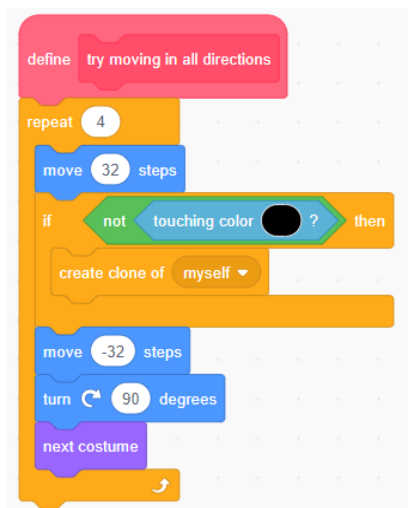 define try moving in all directions
repeat 4
move 32 steps
if not touching color ? then
create clone of myself
move -32 steps
turn 90 degrees
next costume